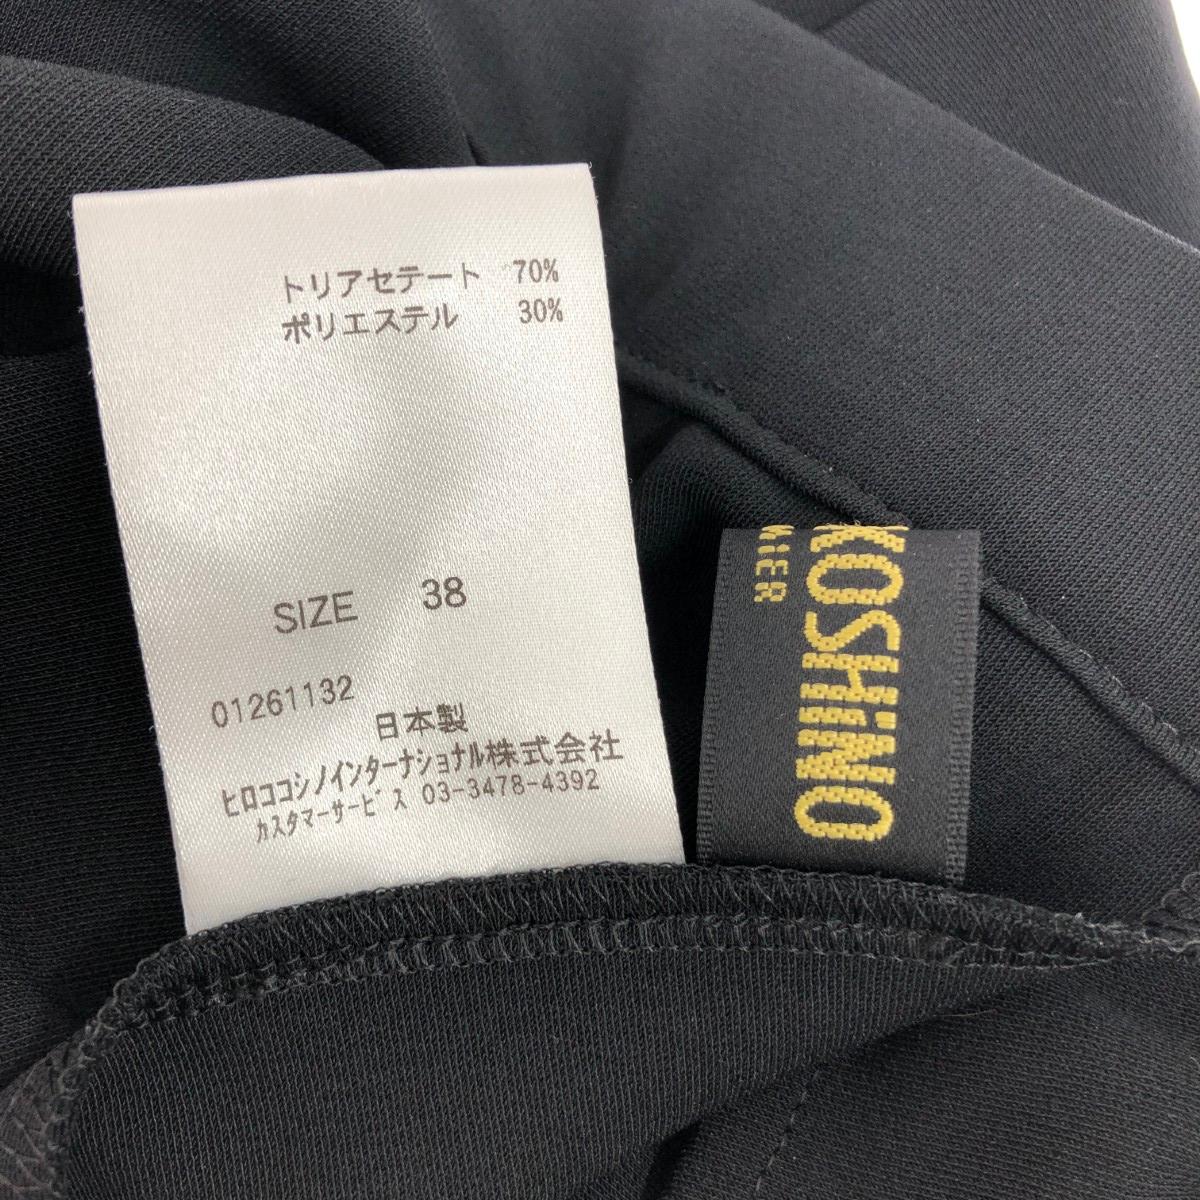 トリアセテート 70%
ポリエステル 30%
SIZE 38
01261132
日本製
ヒロココシノインターナショナル株式会社
カスタマーサービス 03-3478-4392
KOSHiNO